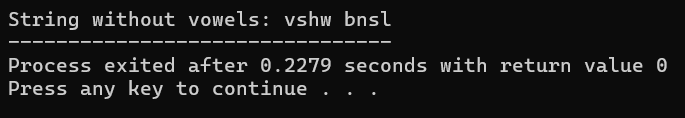 String without vowels: vshw bnsl
--------------------------------
Process exited after 0.2279 seconds with return value 0
Press any key to continue . . .